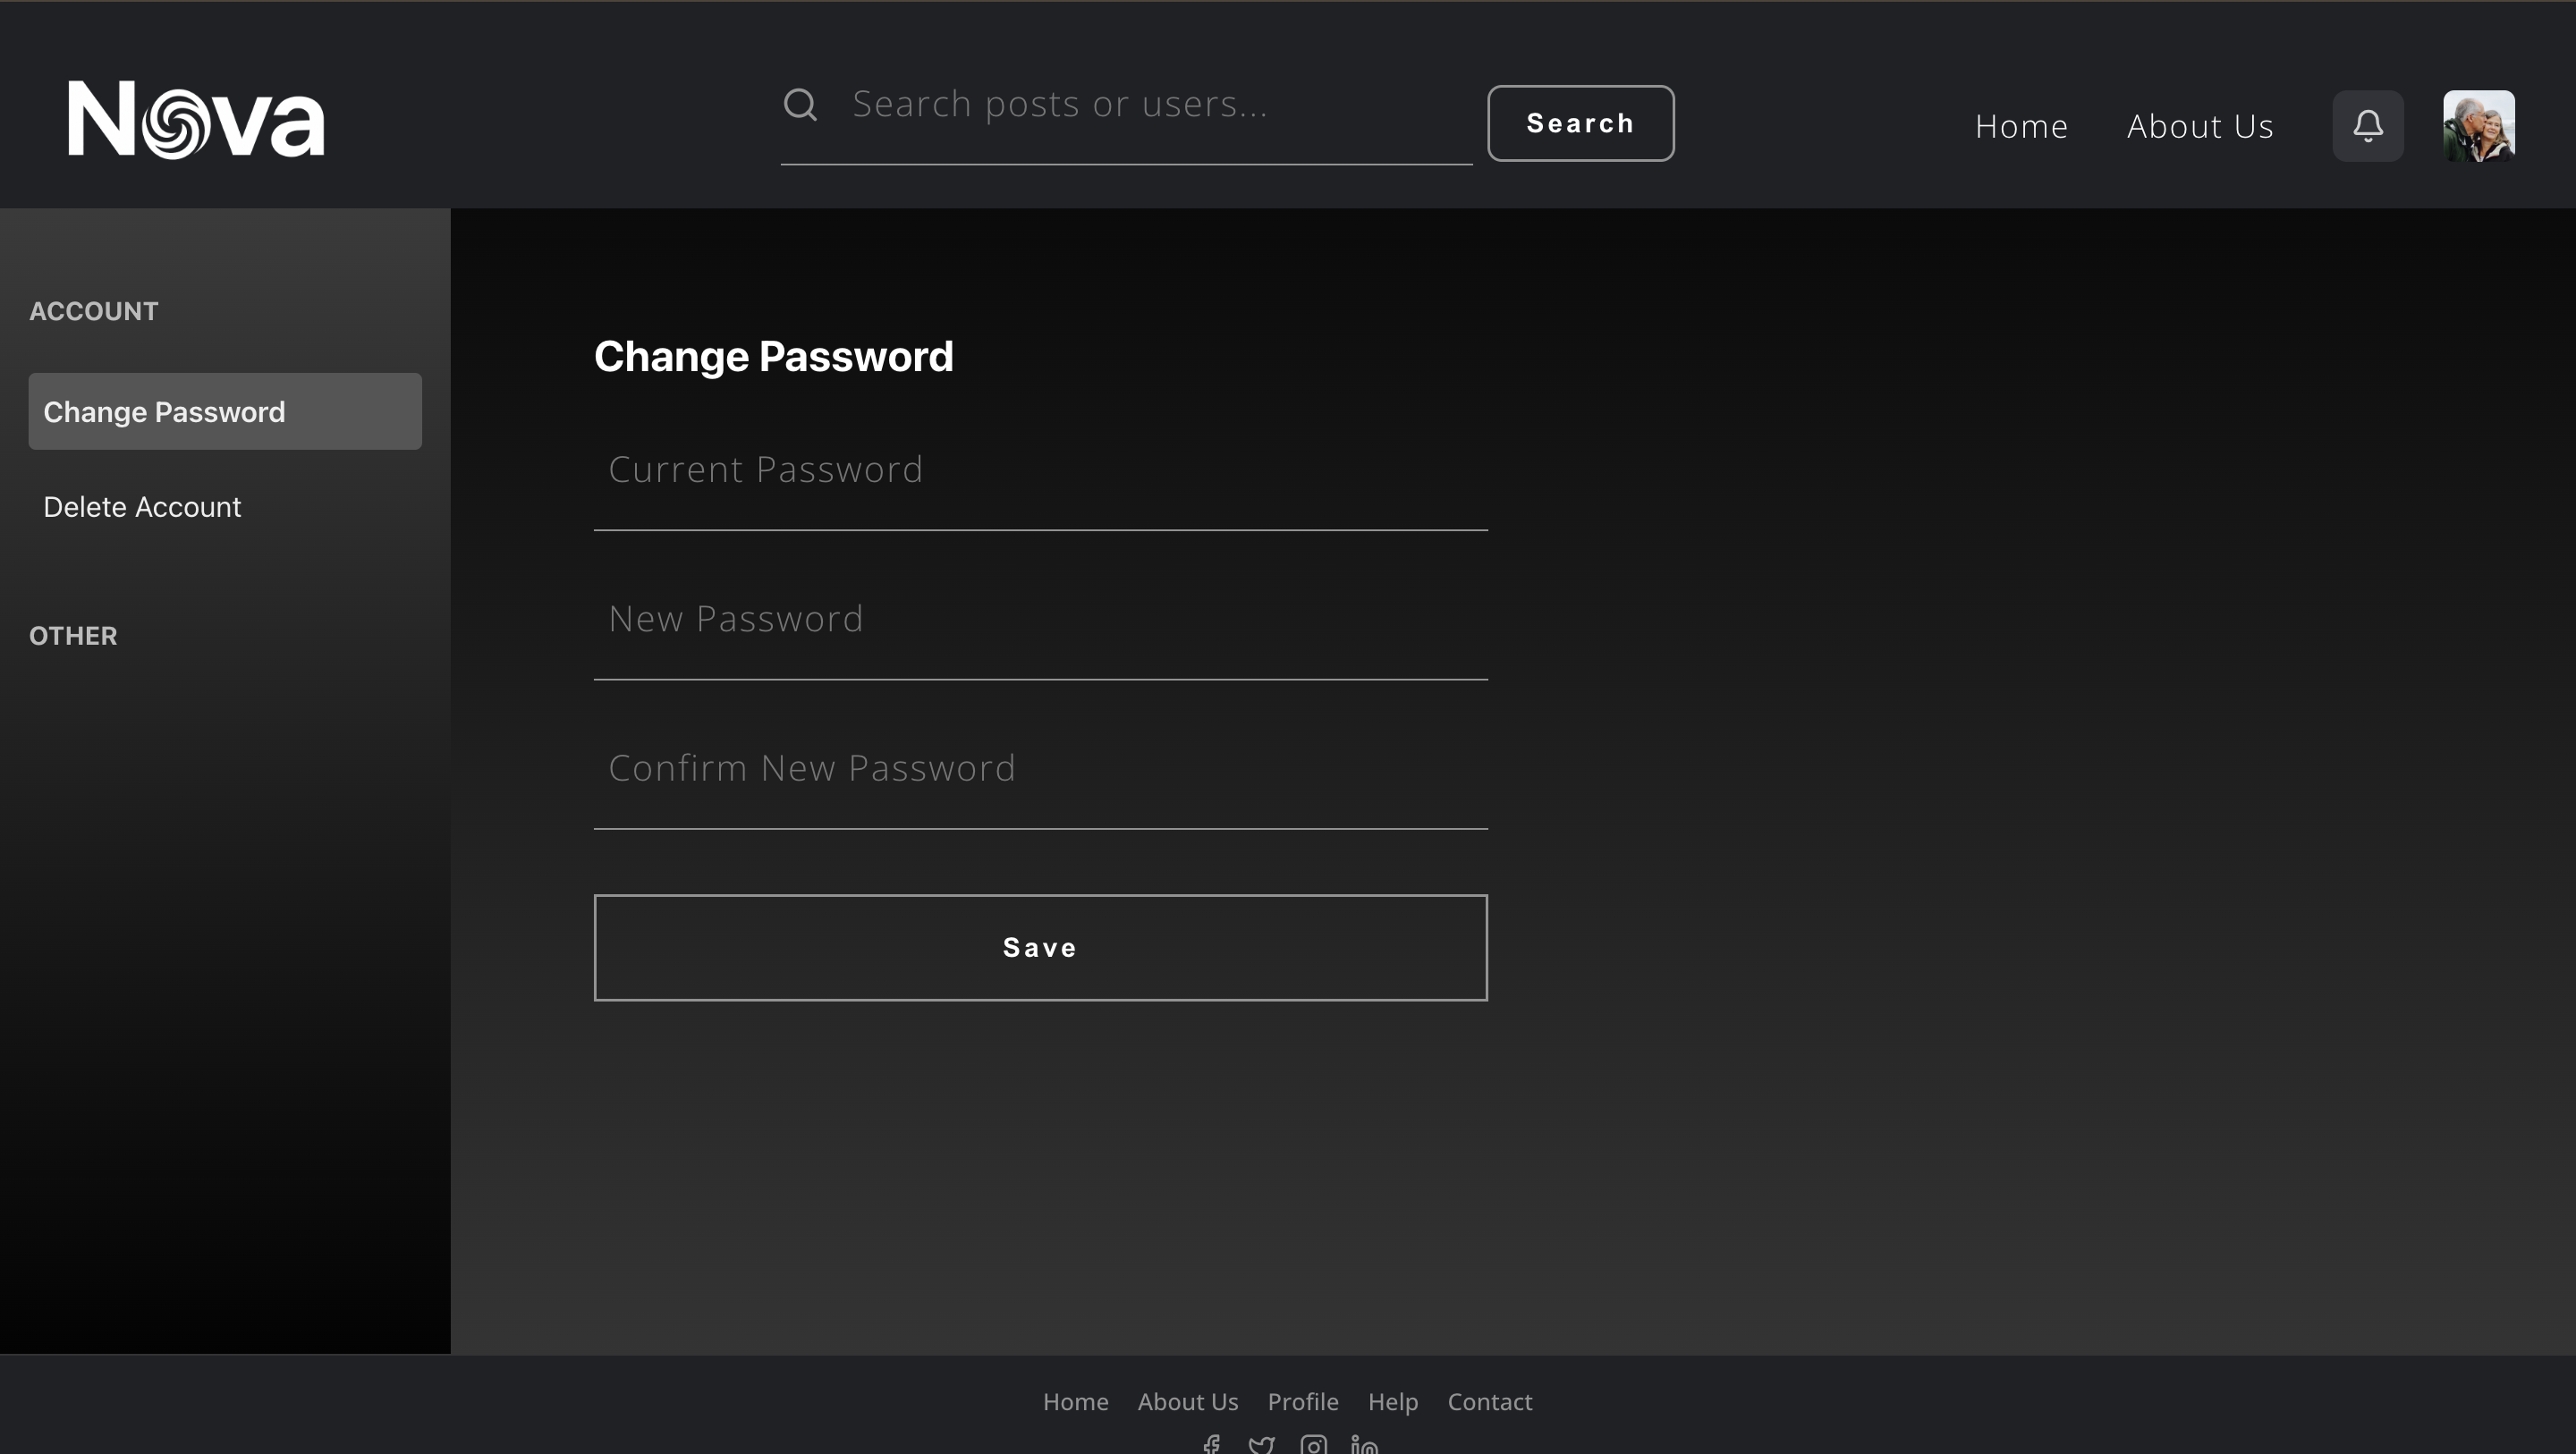 Nova
Search posts or users...
Search
Home
About Us
ACCOUNT
Change Password
Delete Account
OTHER
Change Password
Current Password
New Password
Confirm New Password
Save
Home About Us Profile Help Contact